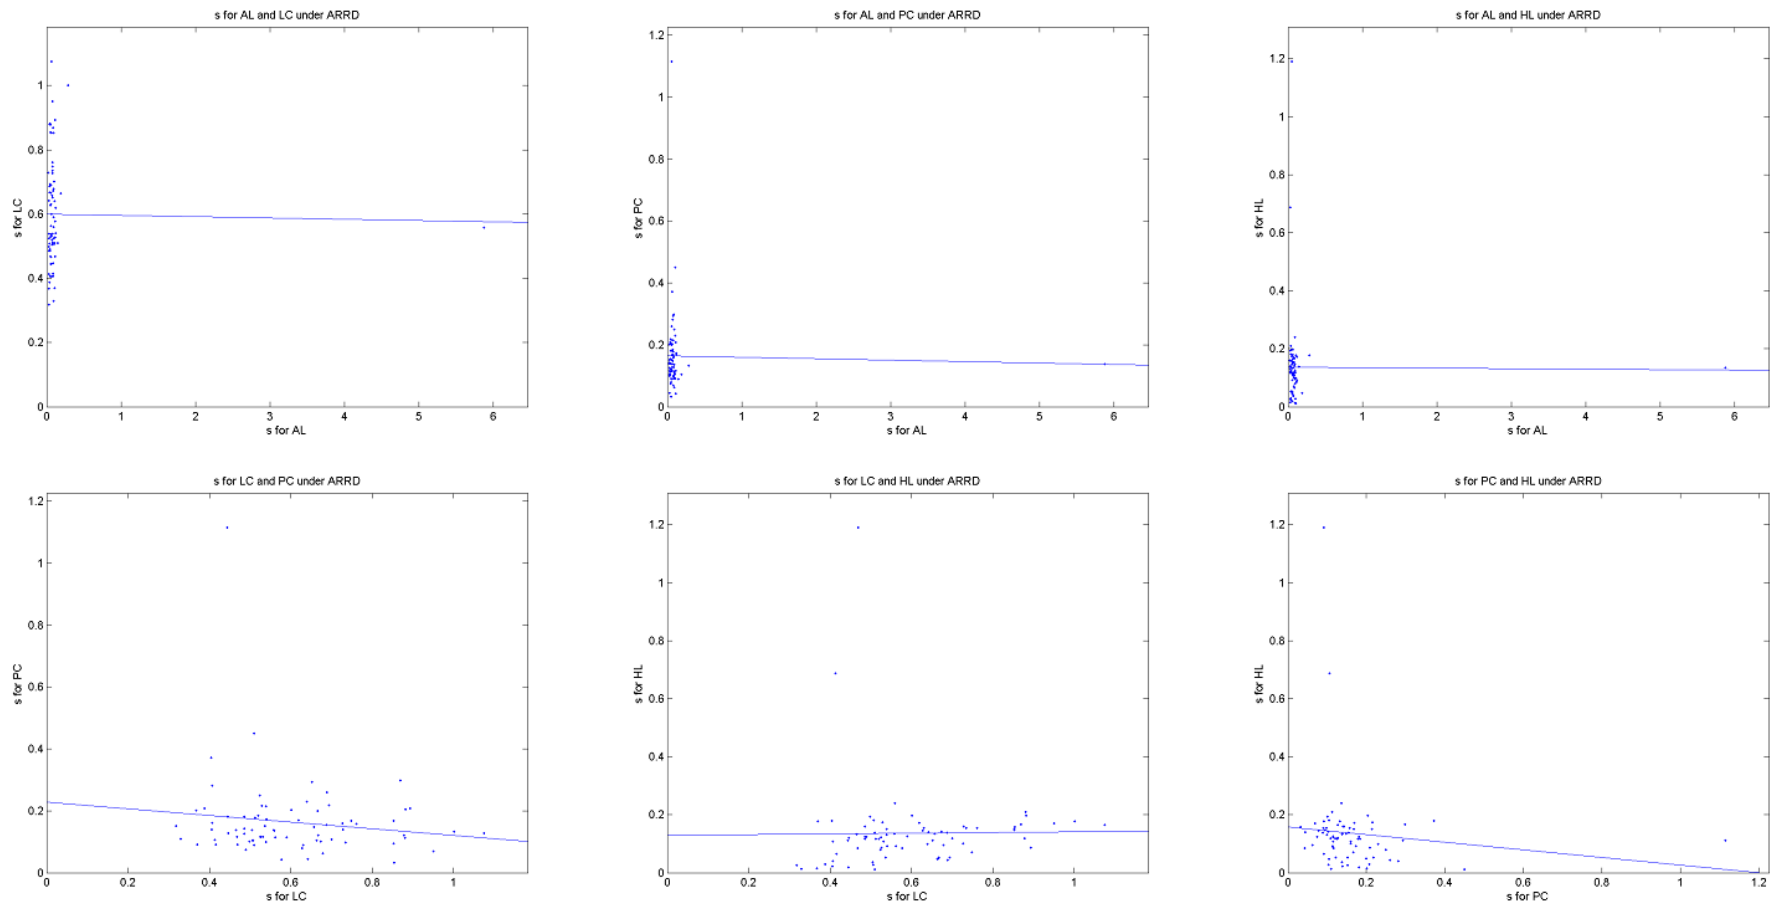 s for AL and LC under ARRD
s for LC
1
0.8
0.6
0.4
0.2
0
0 1 2 3 4 5 6
s for AL
s for AL and PC under ARRD
s for PC
1.2
1
0.8
0.6
0.4
0.2
0
0 1 2 3 4 5 6
s for AL
s for AL and HL under ARRD
s for HL
1.2
1
0.8
0.6
0.4
0.2
0
0 1 2 3 4 5 6
s for AL
s for LC and PC under ARRD
s for PC
1.2
1
0.8
0.6
0.4
0.2
0
0 0.2 0.4 0.6 0.8 1
s for LC
s for LC and HL under ARRD
s for HL
1.2
1
0.8
0.6
0.4
0.2
0
0 0.2 0.4 0.6 0.8 1
s for LC
s for PC and HL under ARRD
s for HL
1.2
1
0.8
0.6
0.4
0.2
0
0 0.2 0.4 0.6 0.8 1 1.2
s for PC